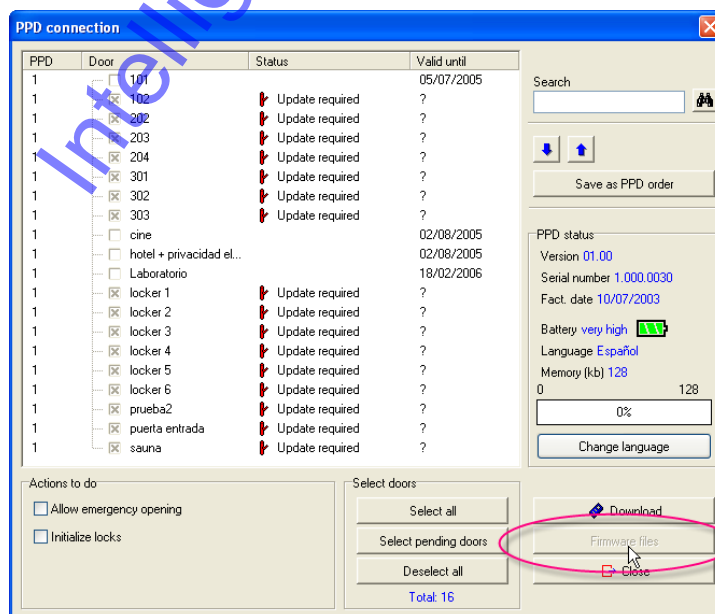 PPD connection
PPD Door Status Valid until
1 101 05/07/2005
1 102 Update required ?
1 202 Update required ?
1 203 Update required ?
1 204 Update required ?
1 301 Update required ?
1 302 Update required ?
1 303 Update required ?
1 cine 02/08/2005
1 hotel + privacidad el... 02/08/2005
1 Laboratorio 18/02/2006
1 locker 1 Update required ?
1 locker 2 Update required ?
1 locker 3 Update required ?
1 locker 4 Update required ?
1 locker 5 Update required ?
1 locker 6 Update required ?
1 prueba2 Update required ?
1 puerta entrada Update required ?
1 sauna Update required ?
Search
Save as PPD order
PPD status
Version 01.00
Serial number 1.000.0030
Fact. date 10/07/2003
Battery very high
Language Español
Memory (kb) 128
0 128
0%
Change language
Actions to do
Allow emergency opening
Initialize locks
Select doors
Select all
Select pending doors
Deselect all
Total: 16
Download
Firmware files
Close